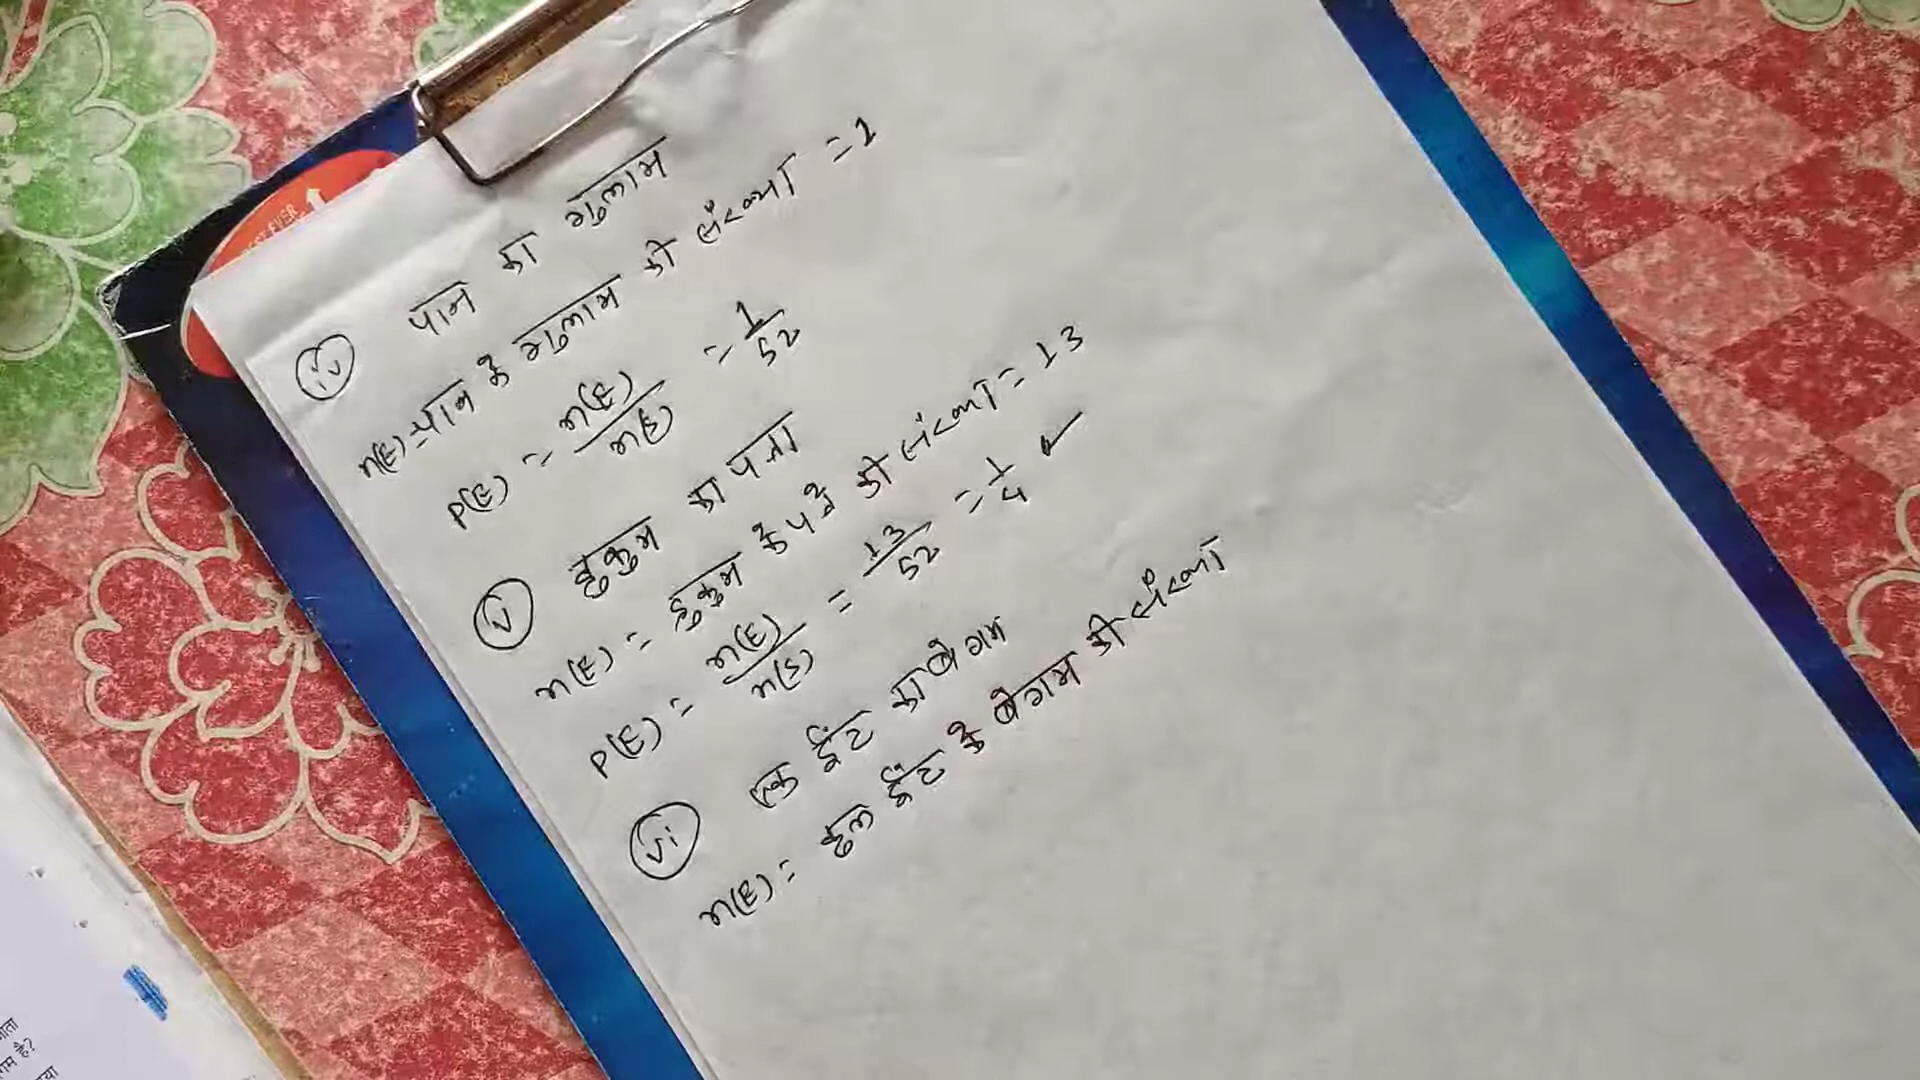 (iv) पान का गुलाम
n(E) = पान के गुलाम की संख्या = 1
P(E) = n(E)/n(S) = 1/52
(v) हुकुम का पत्ता
n(E) = हुकुम के पत्ते की संख्या = 13
P(E) = n(E)/n(S) = 13/52 = 1/4 ✓
(vi) एक ईंट का बेगम
n(E) = कुल ईंट के बेगम की संख्या
है?